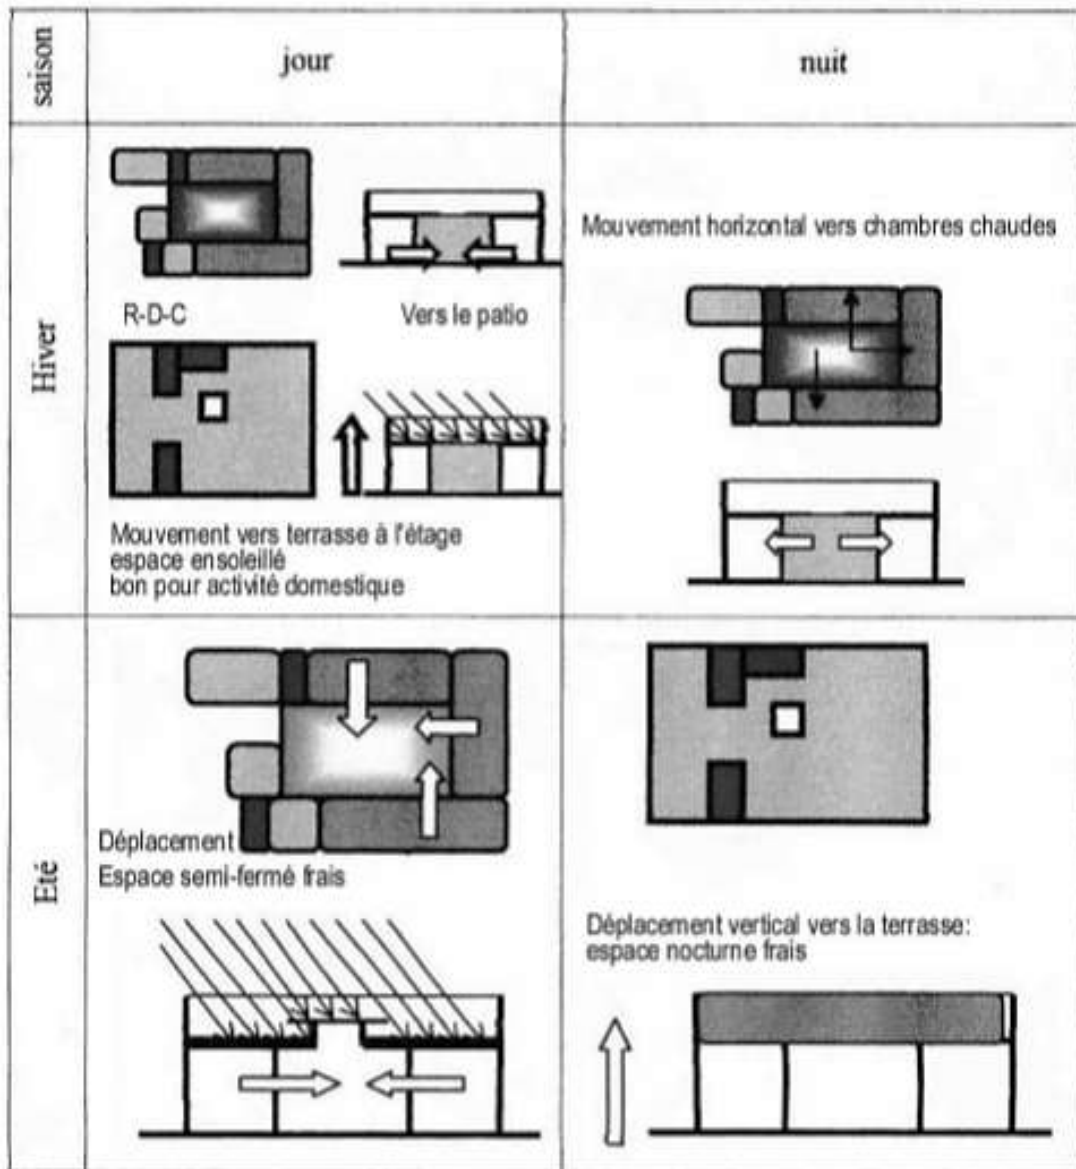 saison
jour
nuit
Hiver
R-D-C
Vers le patio
Mouvement vers terrasse à l'étage
espace ensoleillé
bon pour activité domestique
Mouvement horizontal vers chambres chaudes
Eté
Déplacement
Espace semi-fermé frais
Déplacement vertical vers la terrasse:
espace nocturne frais